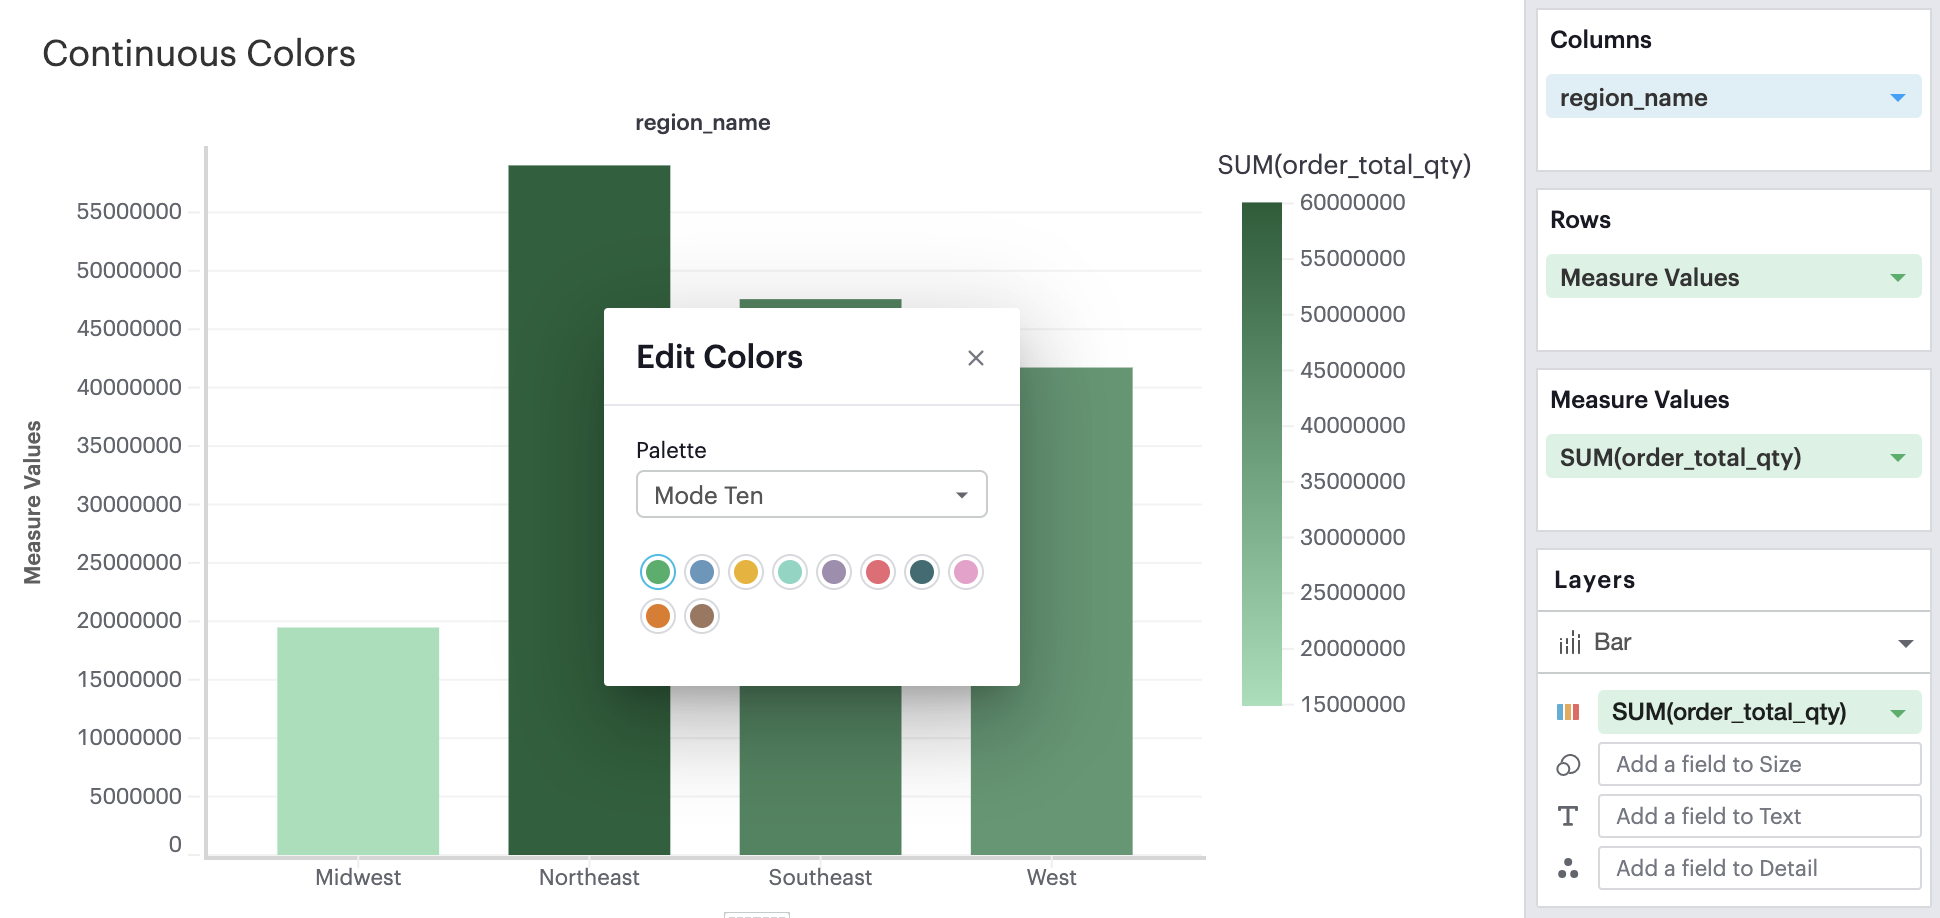 Continuous Colors
region_name
Measure Values
55000000
50000000
45000000
40000000
35000000
30000000
25000000
20000000
15000000
10000000
5000000
0
Midwest
Northeast
Southeast
West
SUM(order_total_qty)
60000000
55000000
50000000
45000000
40000000
35000000
30000000
25000000
20000000
15000000
Edit Colors
Palette
Mode Ten
Columns
region_name
Rows
Measure Values
Measure Values
SUM(order_total_qty)
Layers
Bar
SUM(order_total_qty)
Add a field to Size
Add a field to Text
Add a field to Detail